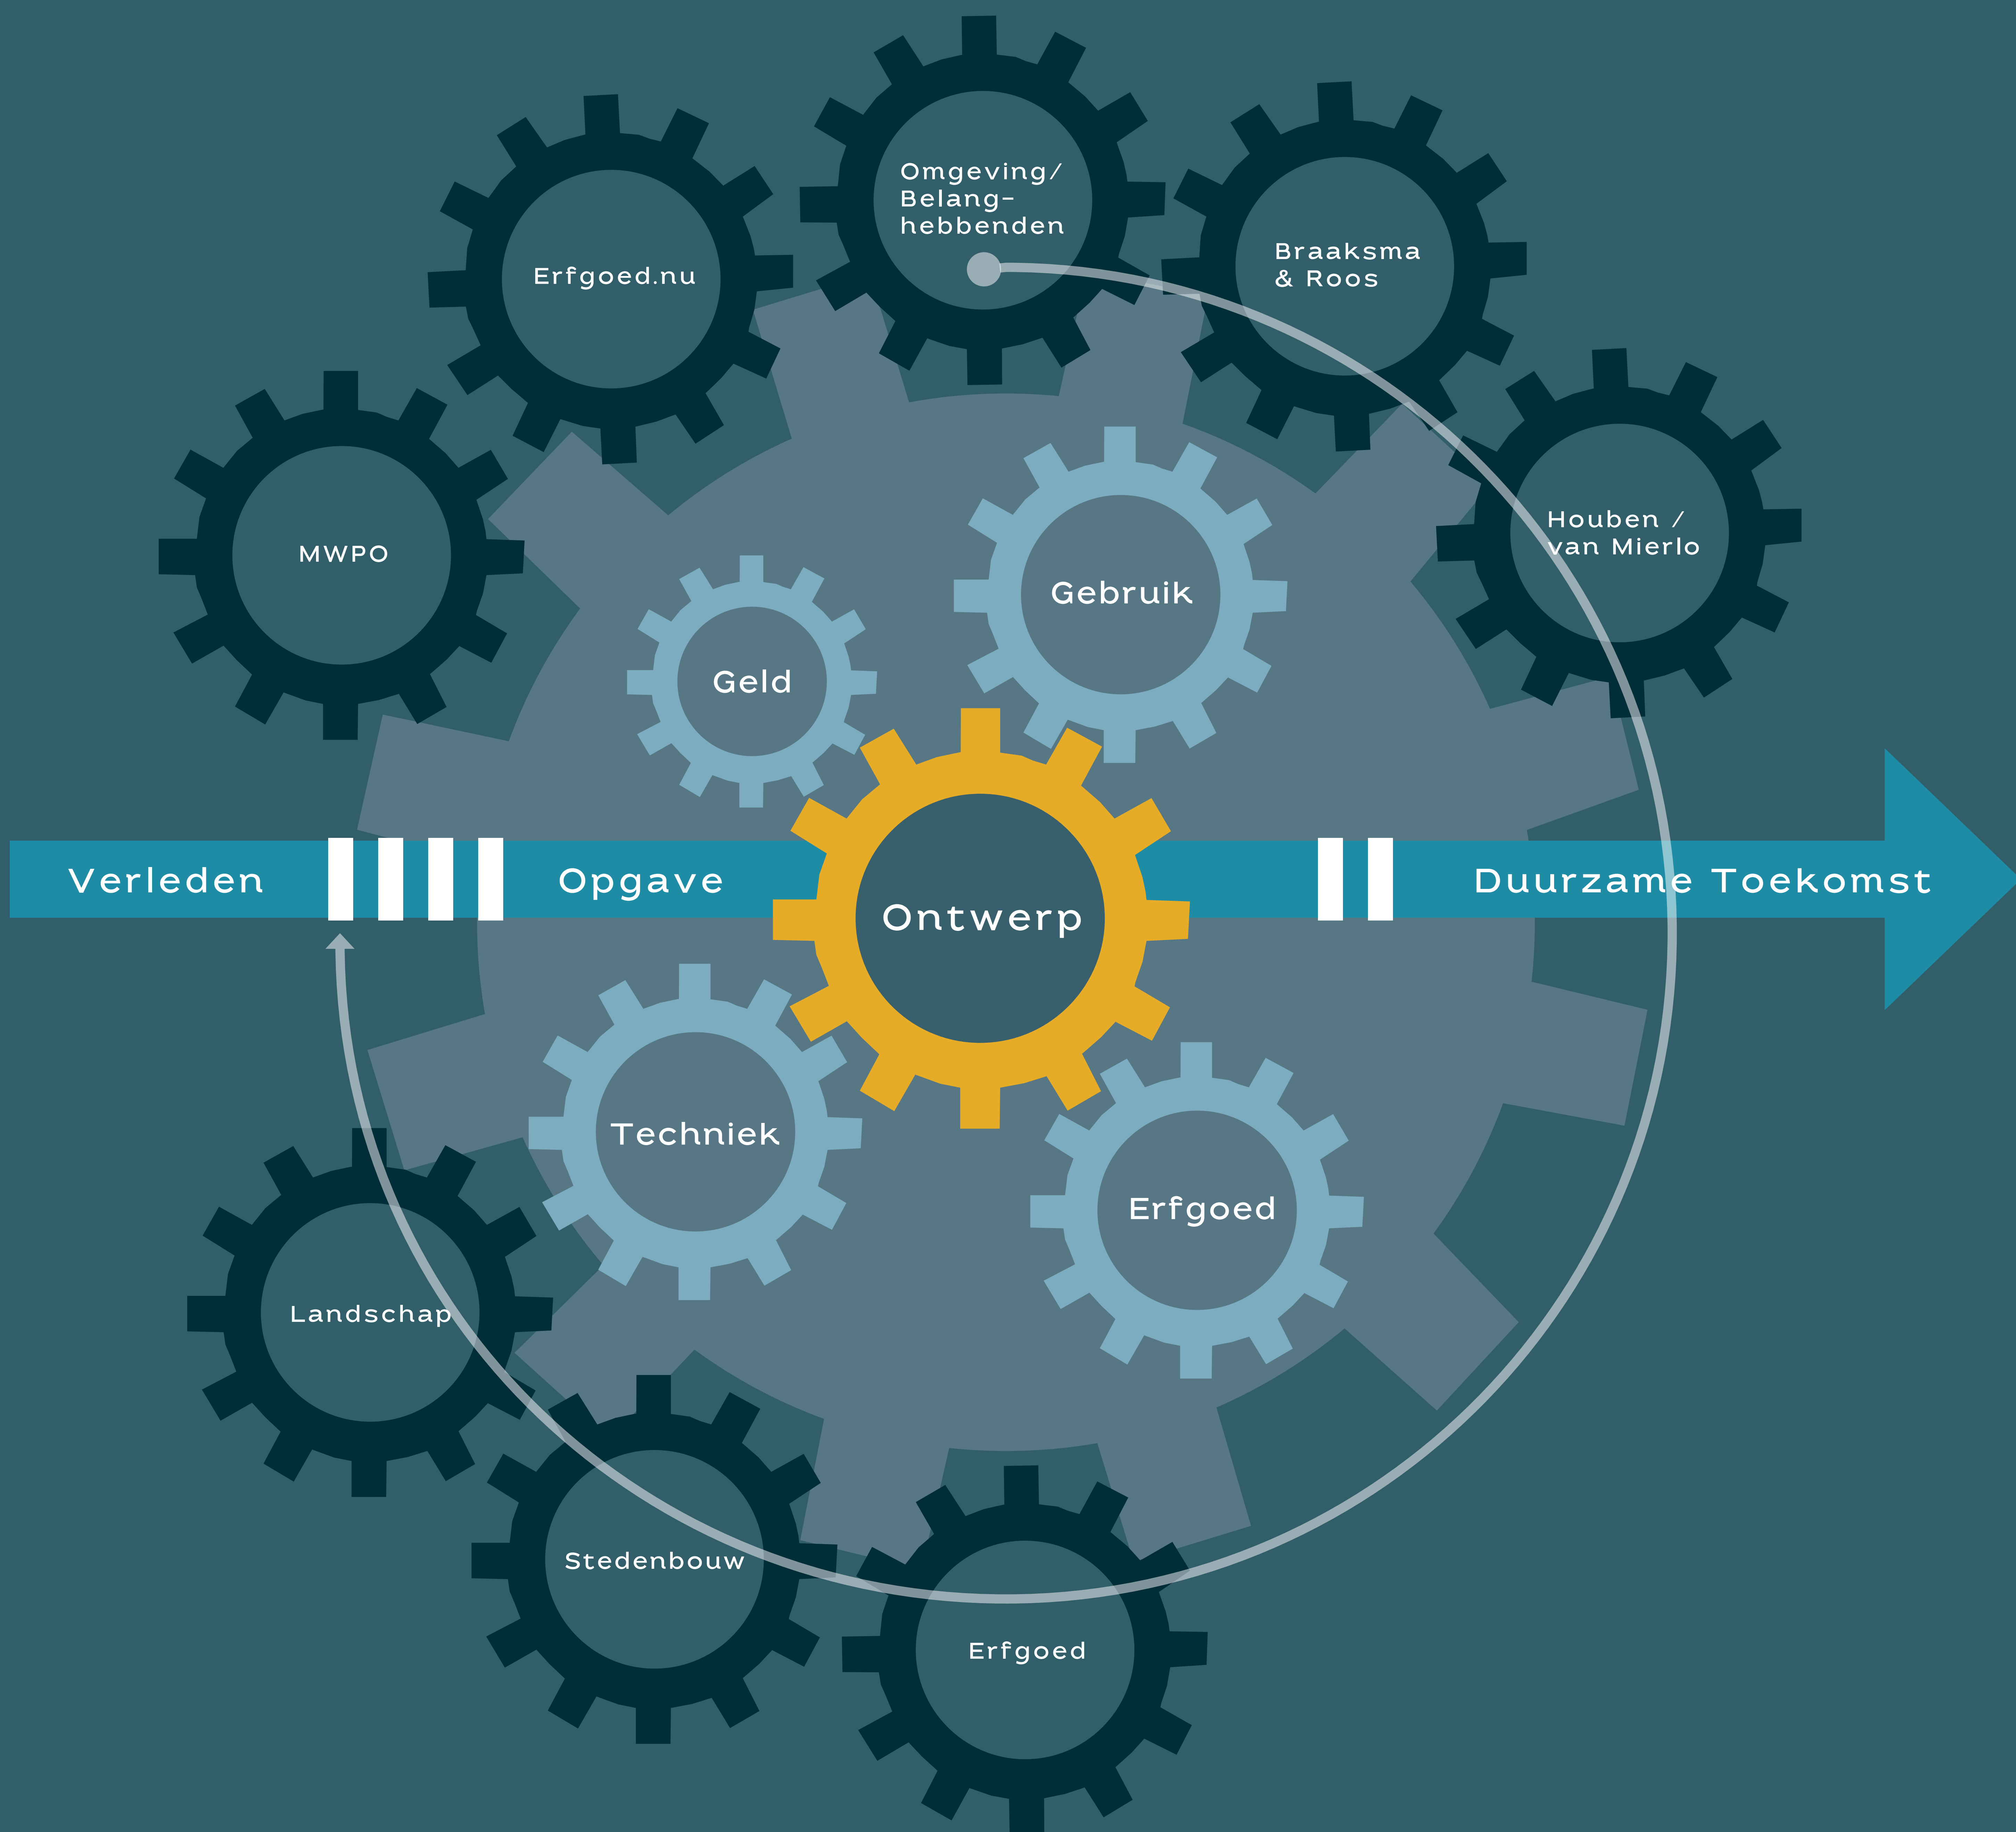 Omgeving/
Belang-
hebbenden
Erfgoed.nu
Braaksma
& Roos
MWPO
Houben /
van Mierlo
Gebruik
Geld
Verleden
Opgave
Ontwerp
Duurzame Toekomst
Techniek
Erfgoed
Landschap
Stedenbouw
Erfgoed